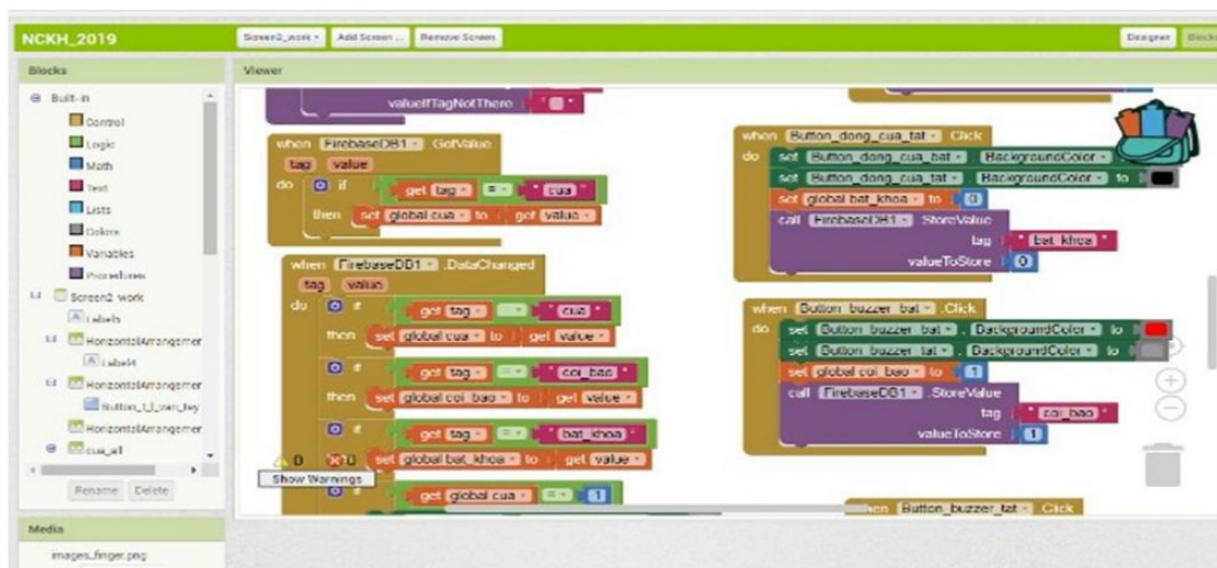 NCKH_2019
Screen2_work
Add Screen ...
Remove Screen
Designer
Blocks
Viewer
Built-in
Control
Logic
Math
Text
Lists
Colors
Variables
Procedures
Screen2_work
Label5
HorizontalArrangemer
Label4
HorizontalArrangemer
HorizontalArrangemer
cua_all
Rename
Delete
Media
images_finger.png
valueIfTagNotThere
when FirebaseDB1 .GotValue
tag value
do if get tag = " cua "
then set global cua to get value
when FirebaseDB1 .DataChanged
tag value
do if get tag = " cua "
then set global cua to get value
if get tag = " coi_bao "
then set global coi_bao to get value
if get tag = " bat_khoa "
set global bat_khoa to get value
0 0
Show Warnings
if get global cua = 1
when Button_dong_cua_tat .Click
do set Button_dong_cua_bat . BackgroundColor
set Button_dong_cua_tat . BackgroundColor to
set global bat_khoa to 0
call FirebaseDB1 .StoreValue
tag " bat_khoa "
valueToStore 0
when Button_buzzer_bat .Click
do set Button_buzzer_bat . BackgroundColor to
set Button_buzzer_tat . BackgroundColor to
set global coi_bao to 1
call FirebaseDB1 .StoreValue
tag " coi_bao "
valueToStore 1
when Button_buzzer_tat .Click